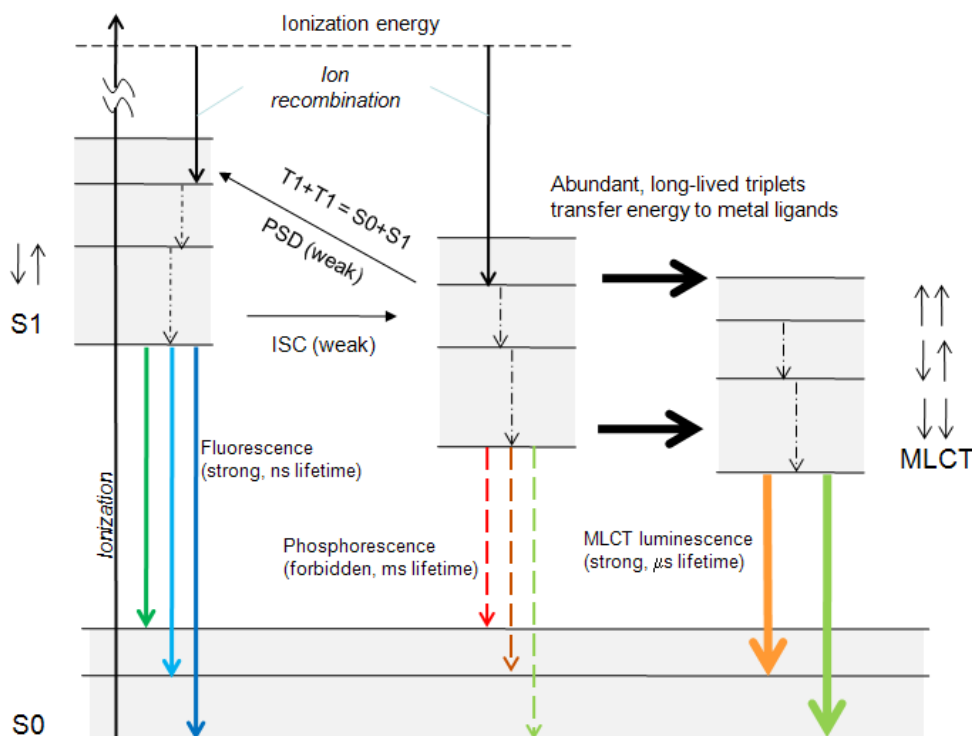 Ionization energy
Ion
recombination
T1+T1 = S0+S1
PSD (weak)
Abundant, long-lived triplets
transfer energy to metal ligands
S1
ISC (weak)
MLCT
Fluorescence
(strong, ns lifetime)
Ionization
Phosphorescence
(forbidden, ms lifetime)
MLCT luminescence
(strong, µs lifetime)
S0